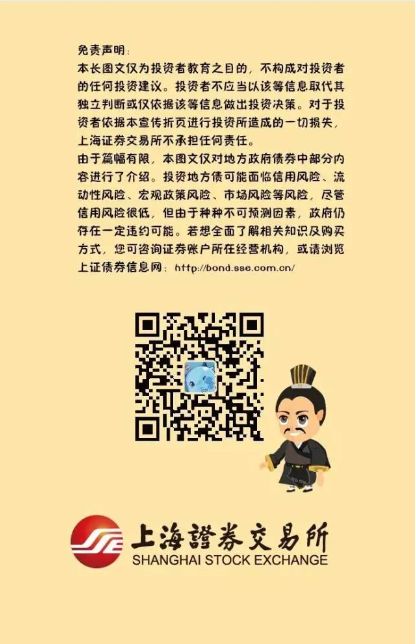 免责声明：
本长图文仅为投资者教育之目的，不构成对投资者
的任何投资建议。投资者不应当以该等信息取代其
独立判断或仅依据该等信息做出投资决策。对于投
资者依据本宣传折页进行投资所造成的一切损失，
上海证券交易所不承担任何责任。
由于篇幅有限，本图文仅对地方政府债券中部分内
容进行了介绍。投资地方债可能面临信用风险、流
动性风险、宏观政策风险、市场风险等风险，尽管
信用风险很低，但由于种种不可预测因素，政府仍
存在一定违约可能。若想全面了解相关知识及购买
方式，您可咨询证券账户所在经营机构，或请浏览
上证债券信息网：http://bond.sse.com.cn/
上海證券交易所
SHANGHAI STOCK EXCHANGE